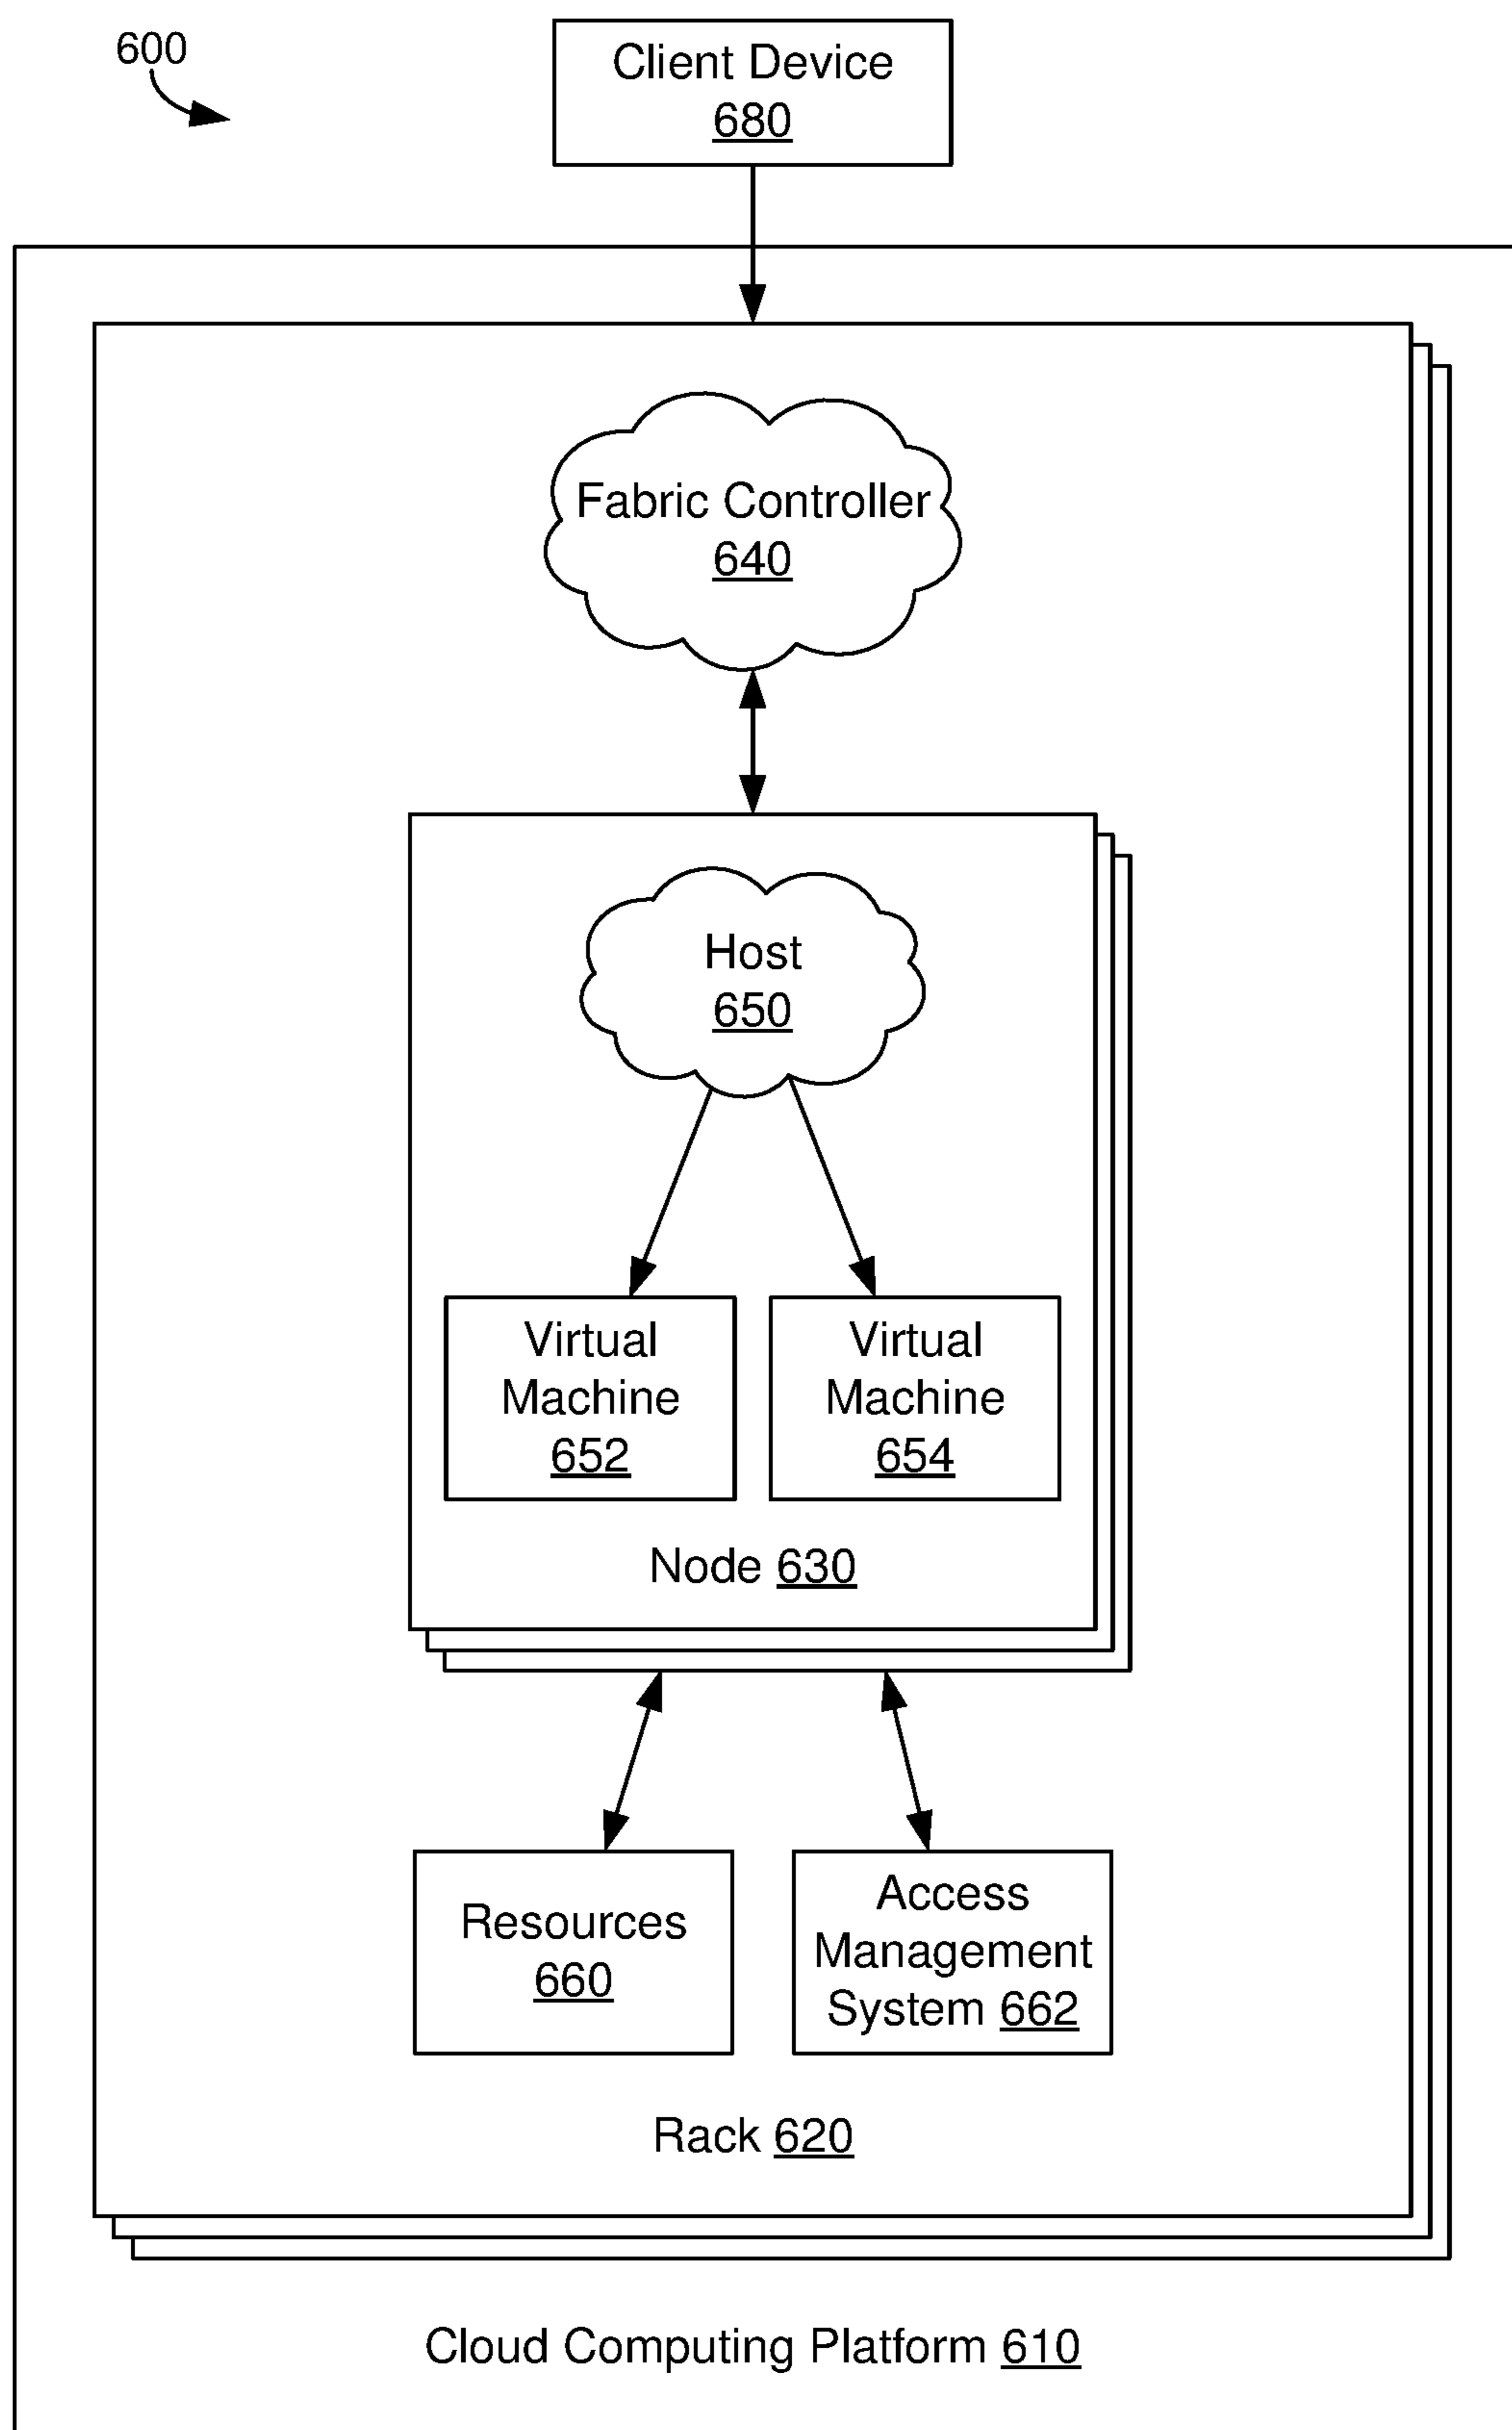 600
Client Device
680
Fabric Controller
640
Host
650
Virtual
Machine
652
Virtual
Machine
654
Node 630
Resources
660
Access
Management
System 662
Rack 620
Cloud Computing Platform 610